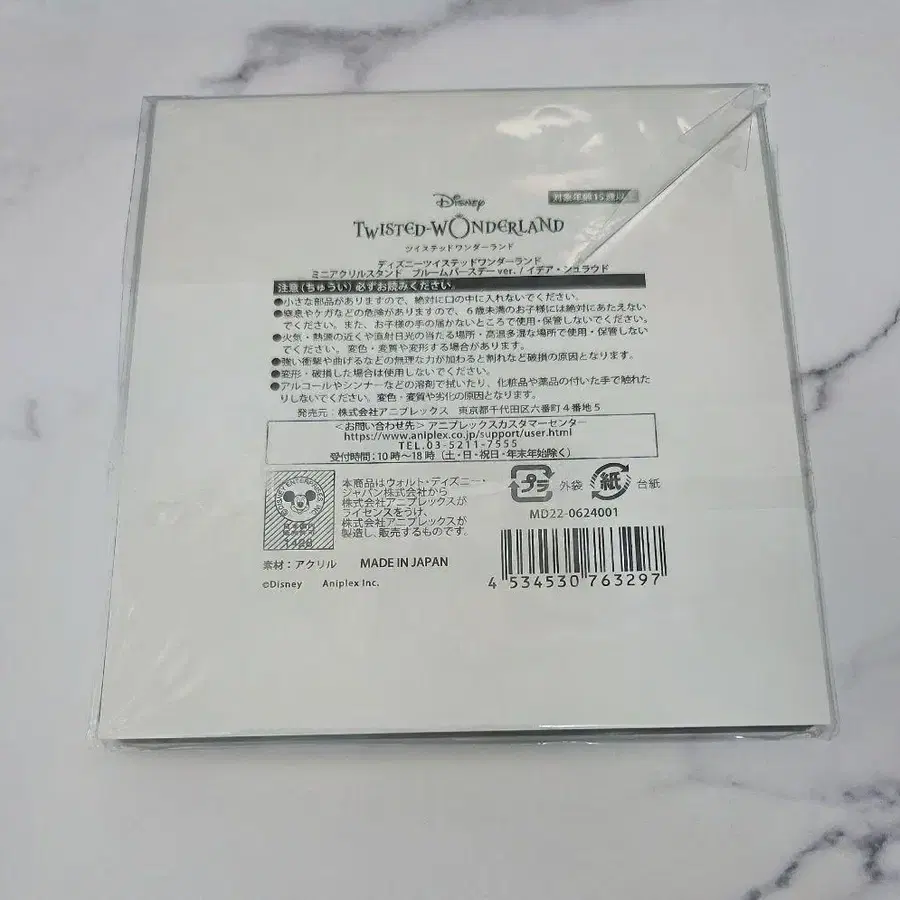 Disney
対象年齢15歳以
TWISTED-WONDERLAND
ツイステッドワンダーランド
ディズニーツイステッドワンダーランド
ミニアクリルスタンド ブルームバースデーver. / イデア・シュラウド
注意(ちゅうい)必ずお読みください。
●小さな部品がありますので、絶対に口の中に入れないでください。
●窒息やケガなどの危険がありますので、6歳未満のお子様には絶対にあたえないでください。また、お子様の手の届かないところで使用・保管しないでください。
●火気・熱源の近くや直射日光の当たる場所・高温多湿な場所で使用・保管しないでください。変色・変質や変形する場合があります。
●強い衝撃や曲げるなどの無理な力が加わると割れなど破損の原因となります。
●変形・破損した場合は使用しないでください。
●アルコールやシンナーなどの溶剤で拭いたり、化粧品や薬品の付いた手で触れたりしないでください。変色・変質や劣化の原因となります。
発売元:株式会社アニプレックス 東京都千代田区六番町4番地5
<お問い合わせ先> アニプレックスカスタマーセンター
https://www.aniplex.co.jp/support/user.html
TEL.03-5211-7555
受付時間:10時~18時(土・日・祝日・年末年始除く)
本商品はウォルト・ディズニー・
ジャパン株式会社から
株式会社アニプレックスが
ライセンスをうけ、
株式会社アニプレックスが
製造し、販売するものです。
プラ 外袋 紙 台紙
MD22-0624001
素材:アクリル MADE IN JAPAN
©Disney Aniplex Inc.
4 534530 763297